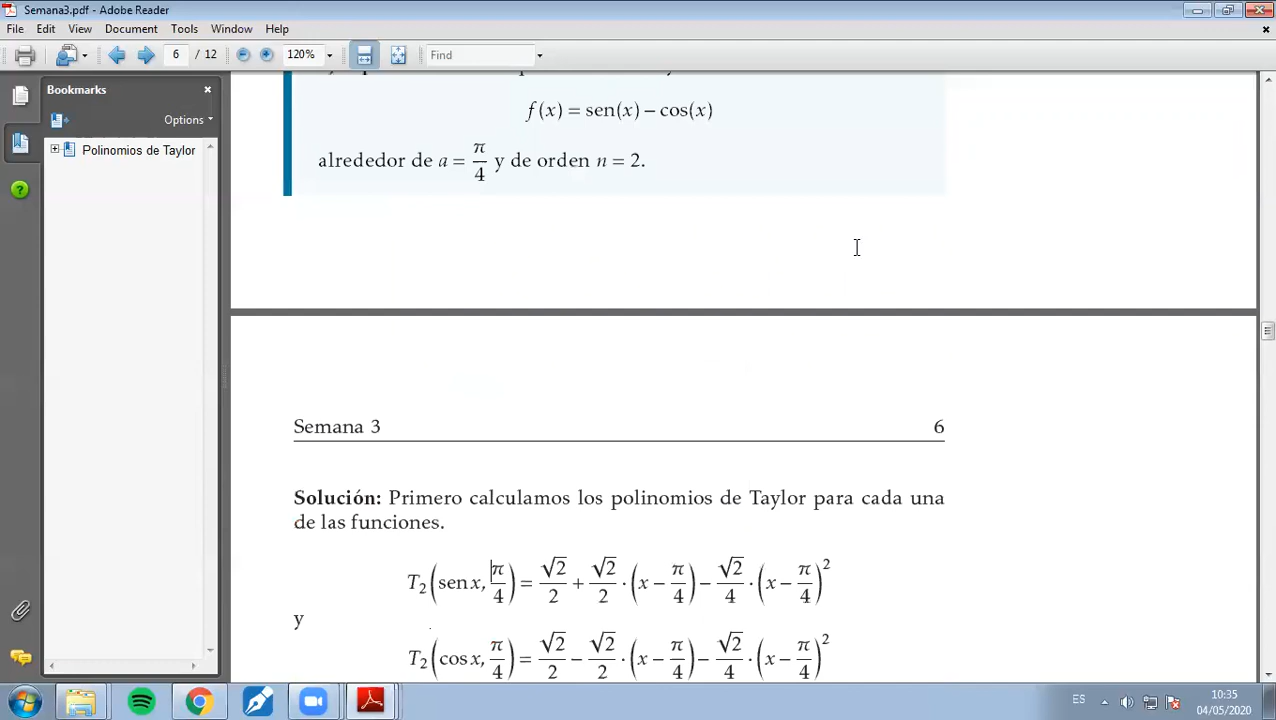 Semana3.pdf - Adobe Reader
File Edit View Document Tools Window Help
6 / 12 120% Find
Bookmarks
Options
Polinomios de Taylor
f(x) = sen(x) − cos(x)
alrededor de a = π/4 y de orden n = 2.
Semana 3 6
Solución: Primero calculamos los polinomios de Taylor para cada una
de las funciones.
T₂(sen x, π/4) = √2/2 + √2/2 · (x − π/4) − √2/4 · (x − π/4)²
y
T₂(cos x, π/4) = √2/2 − √2/2 · (x − π/4) − √2/4 · (x − π/4)²
ES 10:35
04/05/2020